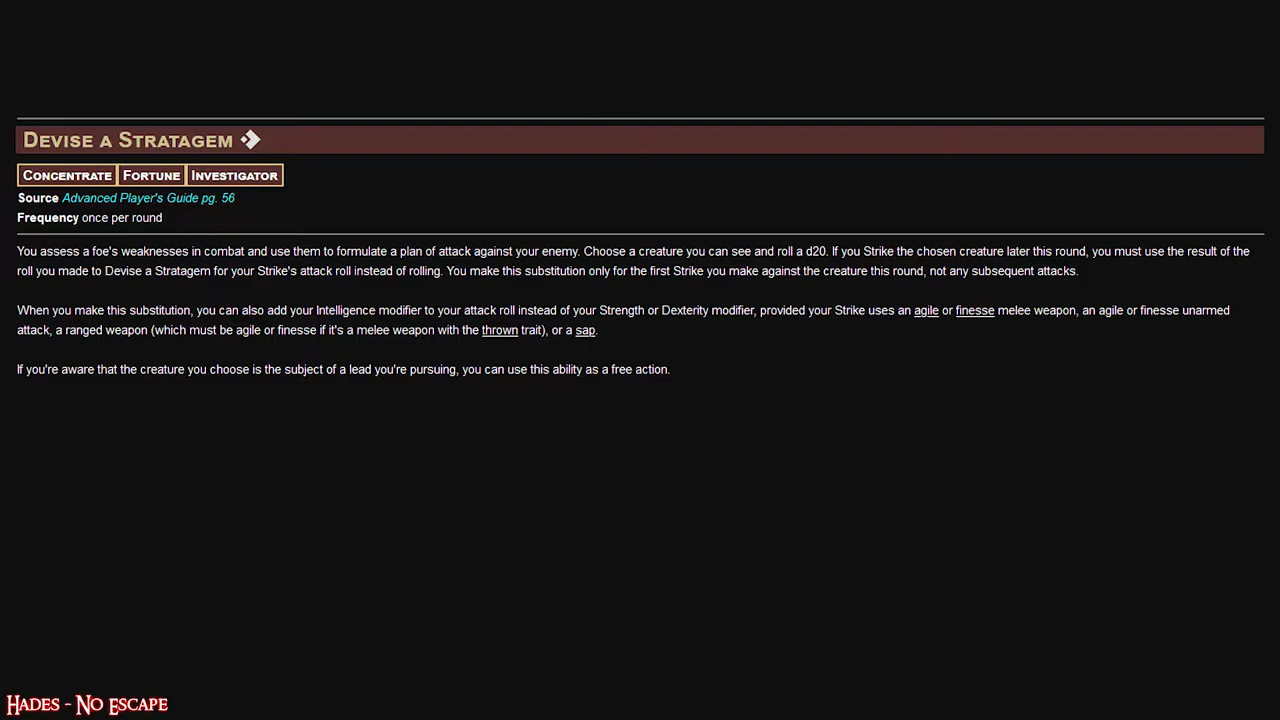 Devise a Stratagem
Concentrate Fortune Investigator
Source Advanced Player's Guide pg. 56
Frequency once per round
You assess a foe's weaknesses in combat and use them to formulate a plan of attack against your enemy. Choose a creature you can see and roll a d20. If you Strike the chosen creature later this round, you must use the result of the
roll you made to Devise a Stratagem for your Strike's attack roll instead of rolling. You make this substitution only for the first Strike you make against the creature this round, not any subsequent attacks.
When you make this substitution, you can also add your Intelligence modifier to your attack roll instead of your Strength or Dexterity modifier, provided your Strike uses an agile or finesse melee weapon, an agile or finesse unarmed
attack, a ranged weapon (which must be agile or finesse if it's a melee weapon with the thrown trait), or a sap.
If you're aware that the creature you choose is the subject of a lead you're pursuing, you can use this ability as a free action.
Hades - No Escape